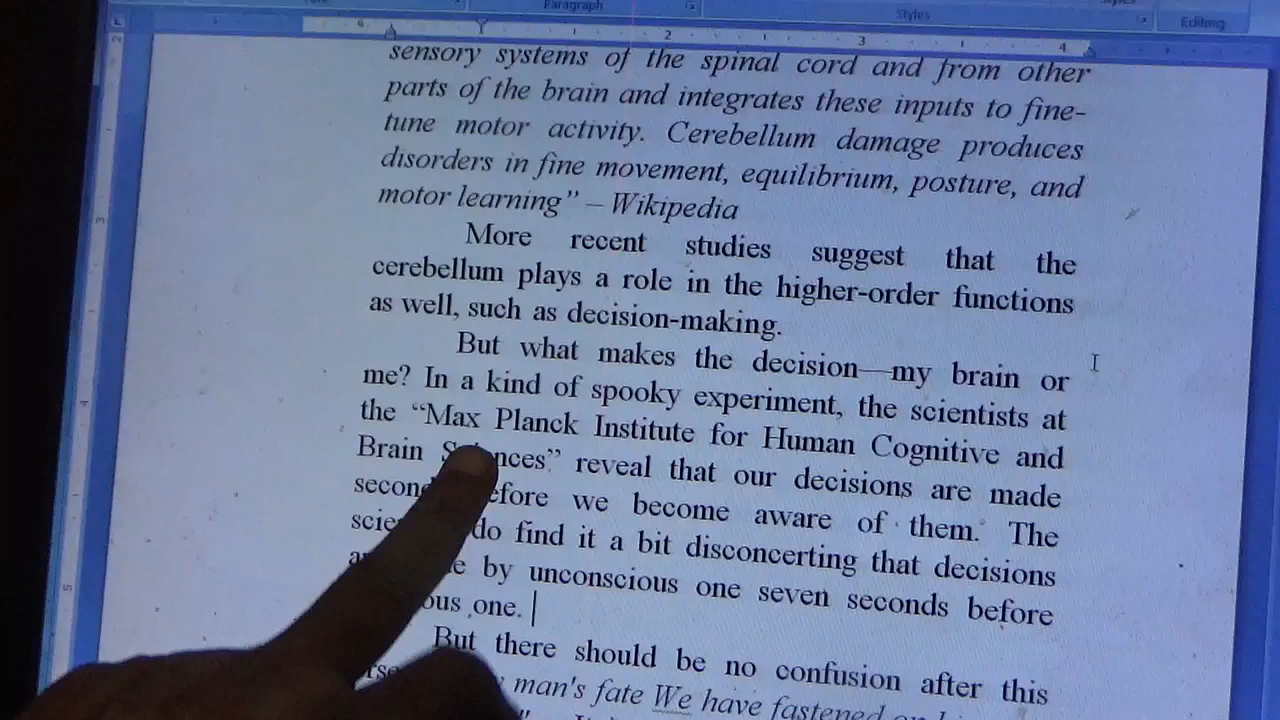 Paragraph
Styles
Editing
sensory systems of the spinal cord and from other
parts of the brain and integrates these inputs to fine-
tune motor activity. Cerebellum damage produces
disorders in fine movement, equilibrium, posture, and
motor learning” – Wikipedia
More recent studies suggest that the
cerebellum plays a role in the higher-order functions
as well, such as decision-making.
But what makes the decision—my brain or
me? In a kind of spooky experiment, the scientists at
the “Max Planck Institute for Human Cognitive and
Brain nces” reveal that our decisions are made
second efore we become aware of them. The
scie do find it a bit disconcerting that decisions
e by unconscious one seven seconds before
ous one.
But there should be no confusion after this
man's fate We have fastened